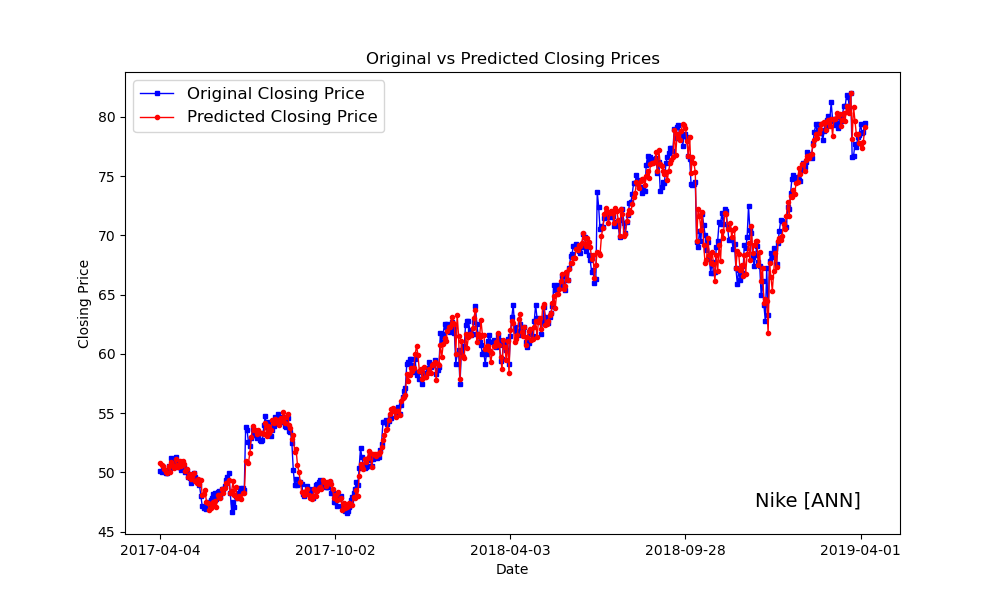 Original vs Predicted Closing Prices
Original Closing Price
Predicted Closing Price
80
75
70
65
60
55
50
45
Closing Price
Nike [ANN]
2017-04-04
2017-10-02
2018-04-03
2018-09-28
2019-04-01
Date